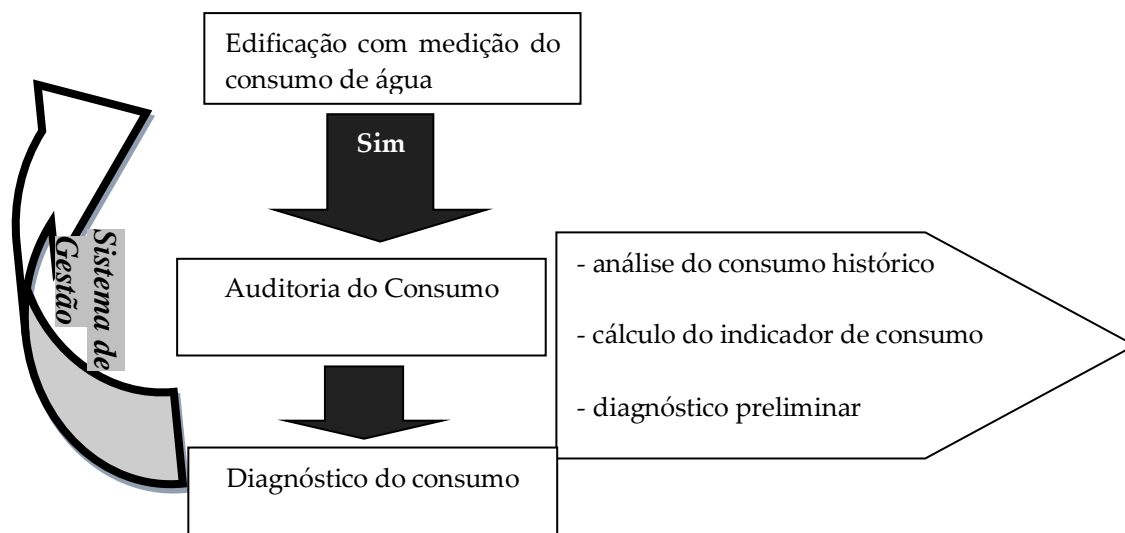 Edificação com medição do
consumo de água
Sim
Sistema de
Gestão
Auditoria do Consumo
- análise do consumo histórico
- cálculo do indicador de consumo
- diagnóstico preliminar
Diagnóstico do consumo